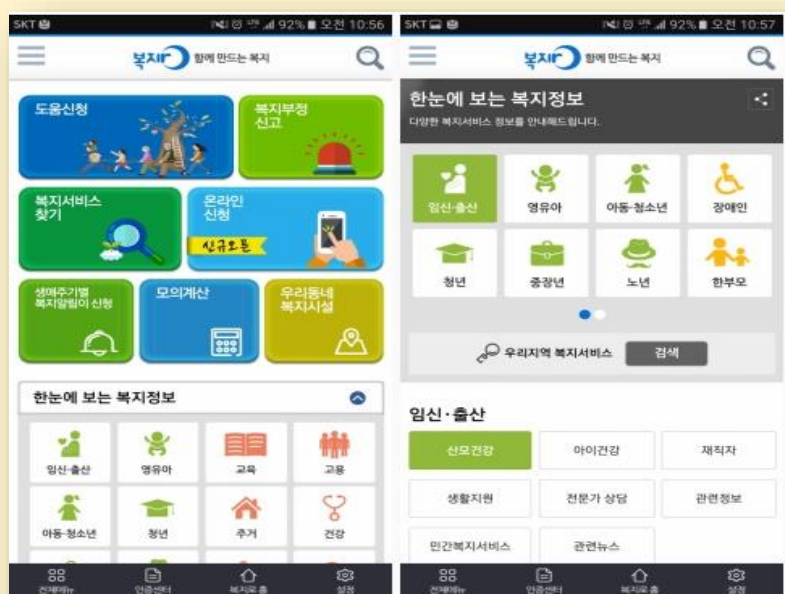 SKT 92% 오전 10:56
복지로 함께 만드는 복지
도움신청
복지부정
신고
복지서비스
찾기
온라인
신청
신규오픈
생애주기별
복지알림이 신청
모의계산
우리동네
복지시설
한눈에 보는 복지정보
임신·출산 영유아 교육 고용
아동·청소년 청년 주거 건강
전체메뉴 인증센터 복지로 홈 설정
SKT 92% 오전 10:57
복지로 함께 만드는 복지
한눈에 보는 복지정보
다양한 복지서비스 정보를 안내해드립니다.
임신·출산 영유아 아동·청소년 장애인
청년 중장년 노년 한부모
우리지역 복지서비스 검색
임신·출산
산모건강 아이건강 재직자
생활지원 전문가 상담 관련정보
민간복지서비스 관련뉴스
전체메뉴 인증센터 복지로 홈 설정